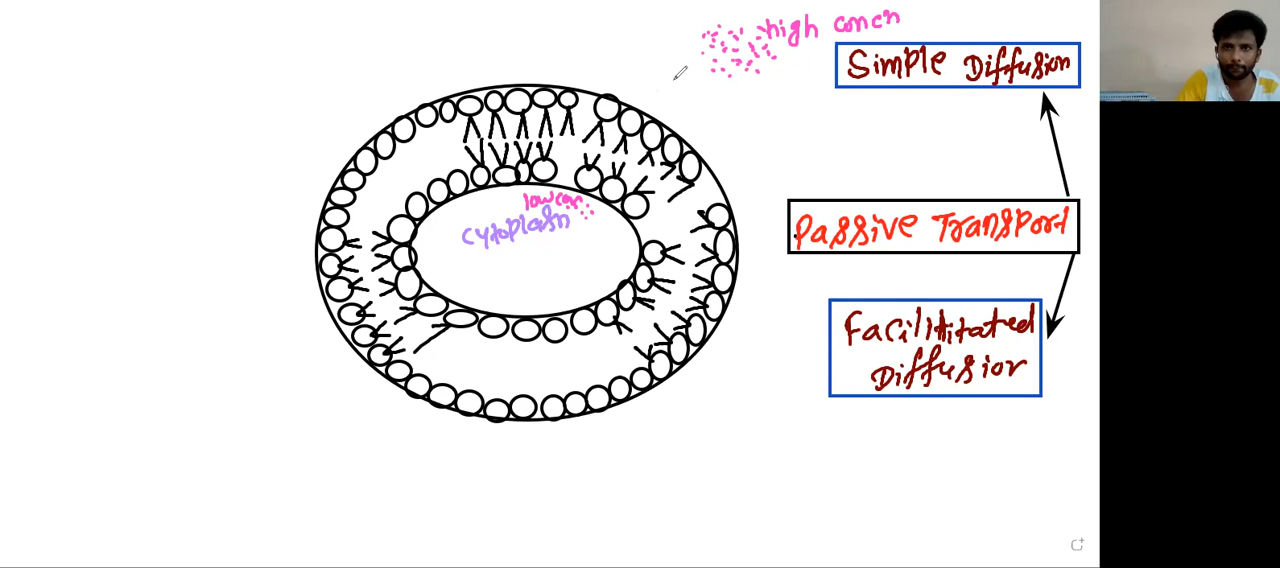 high concn
Simple Diffusion
Passive Transport
low con
cytoplasm
Facilitated
Diffusion